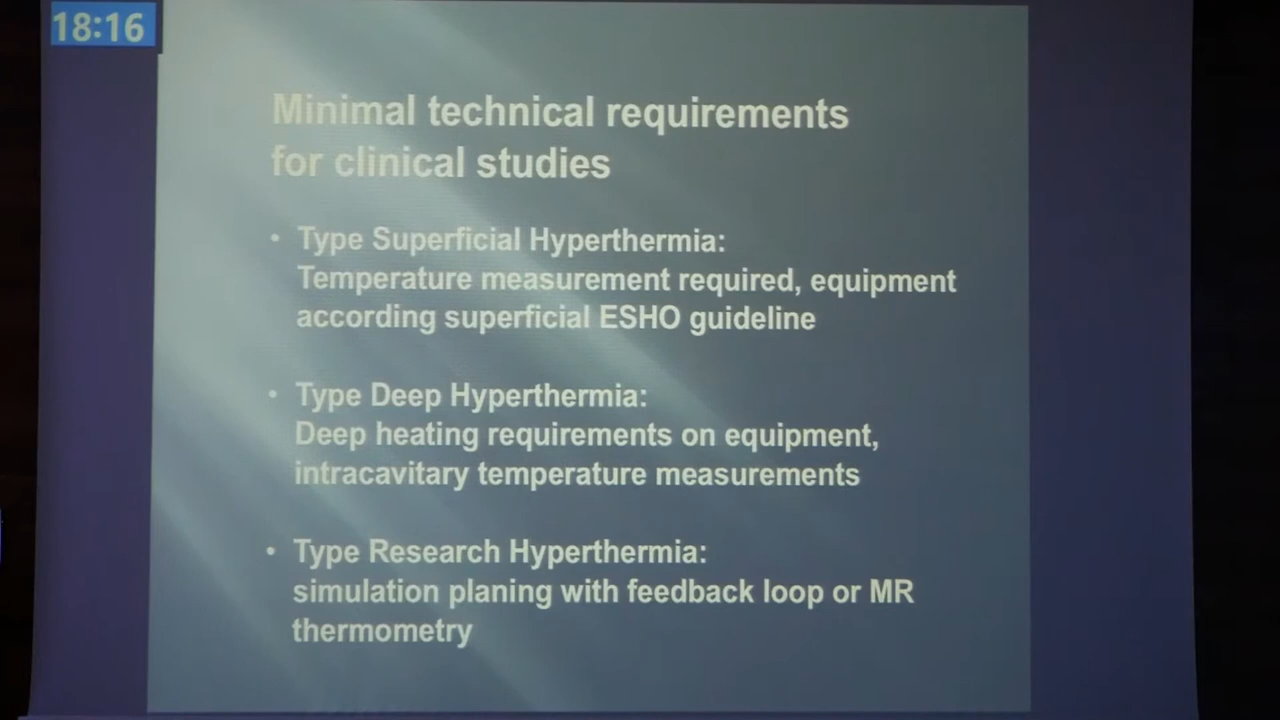 18:16
Minimal technical requirements
for clinical studies
• Type Superficial Hyperthermia:
Temperature measurement required, equipment
according superficial ESHO guideline
• Type Deep Hyperthermia:
Deep heating requirements on equipment,
intracavitary temperature measurements
• Type Research Hyperthermia:
simulation planing with feedback loop or MR
thermometry